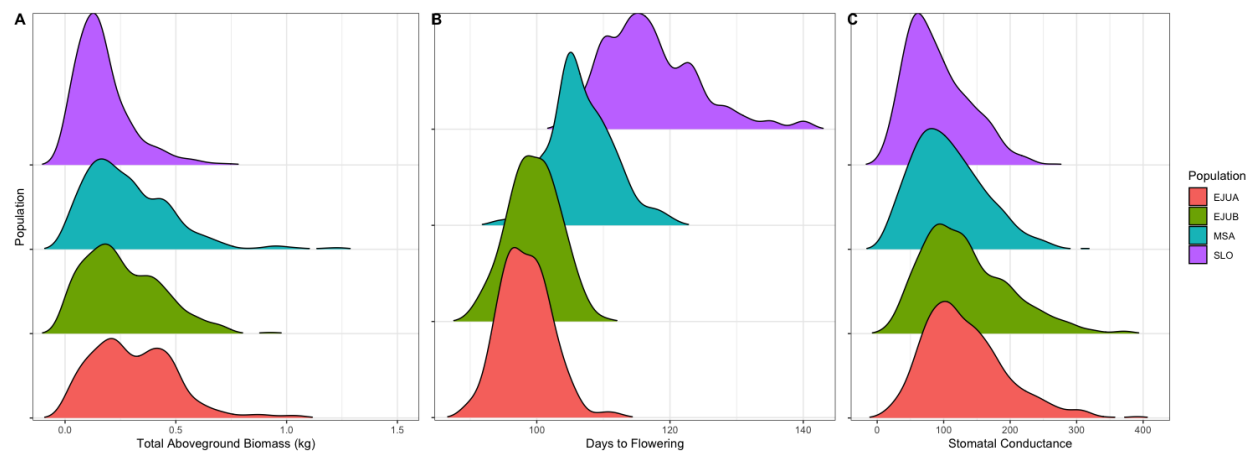 A
B
C
Population
0.0 0.5 1.0 1.5
Total Aboveground Biomass (kg)
100 120 140
Days to Flowering
0 100 200 300 400
Stomatal Conductance
Population
EJUA
EJUB
MSA
SLO